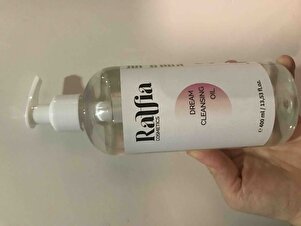 Raffia
COSMETICS
DREAM
CLEANSING
OIL
℮ 400 ml / 13,53 fl.oz.